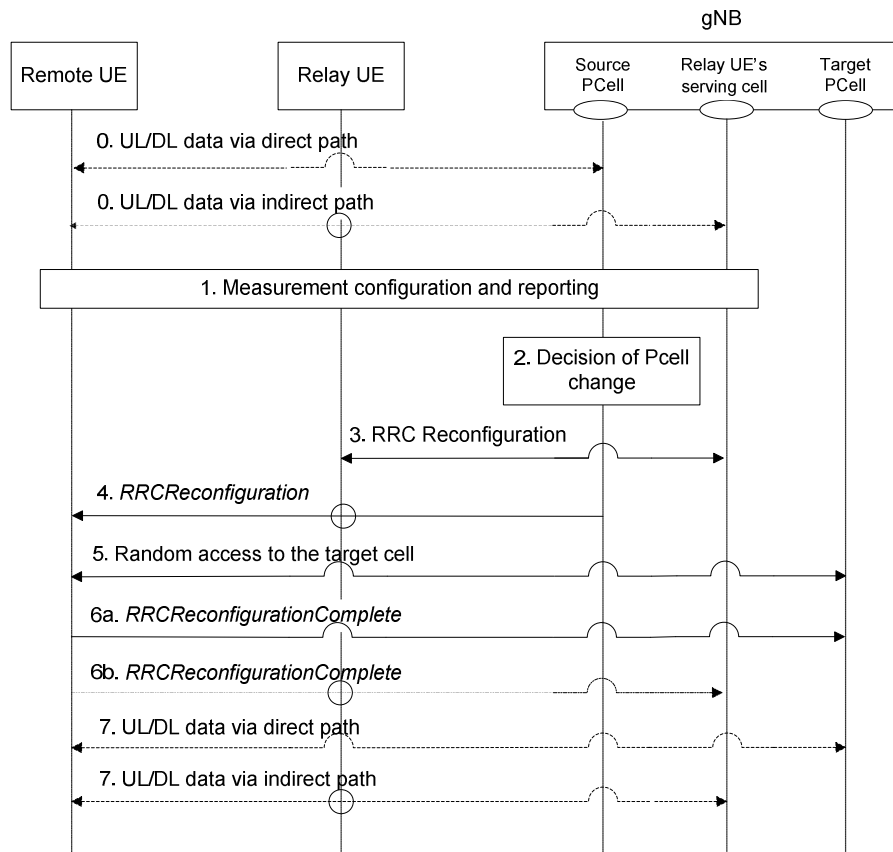 gNB
Remote UE
Relay UE
Source
PCell
Relay UE's
serving cell
Target
PCell
0. UL/DL data via direct path
0. UL/DL data via indirect path
1. Measurement configuration and reporting
2. Decision of Pcell
change
3. RRC Reconfiguration
4. RRCReconfiguration
5. Random access to the target cell
6a. RRCReconfigurationComplete
6b. RRCReconfigurationComplete
7. UL/DL data via direct path
7. UL/DL data via indirect path